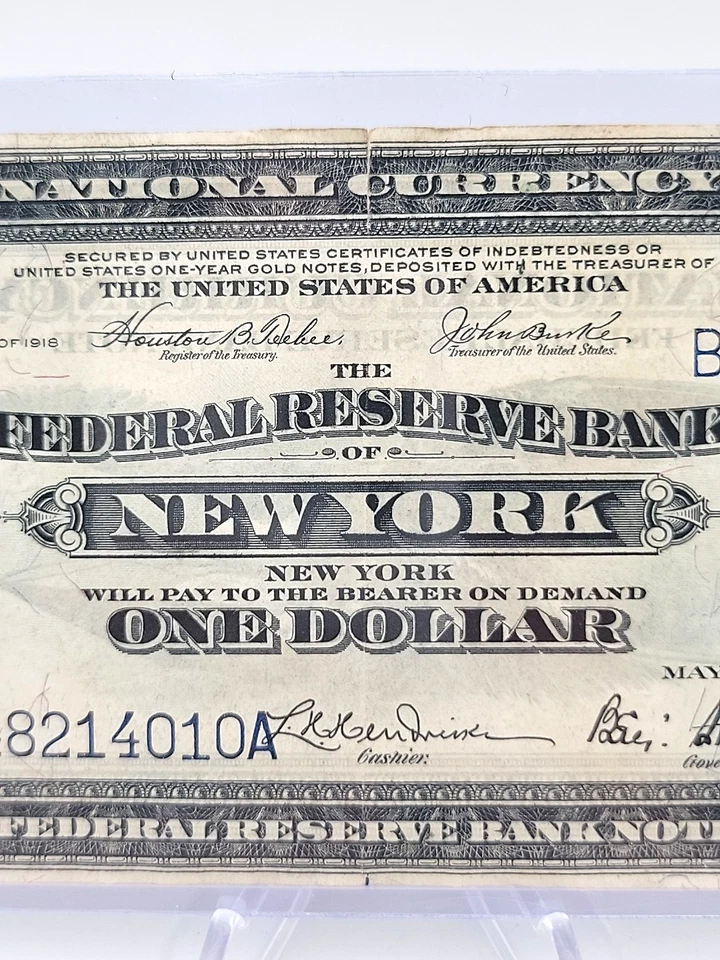 NATIONAL CURRENCY
SECURED BY UNITED STATES CERTIFICATES OF INDEBTEDNESS OR
UNITED STATES ONE-YEAR GOLD NOTES, DEPOSITED WITH THE TREASURER OF
THE UNITED STATES OF AMERICA
OF 1918 Houston B. Teehee, John Burke
Register of the Treasury. Treasurer of the United States.
B
THE
FEDERAL RESERVE BANK
OF
NEW YORK
NEW YORK
WILL PAY TO THE BEARER ON DEMAND
ONE DOLLAR
MAY
8214010A L.H. Hendricks Benj.
Cashier.
FEDERAL RESERVE BANK NOT